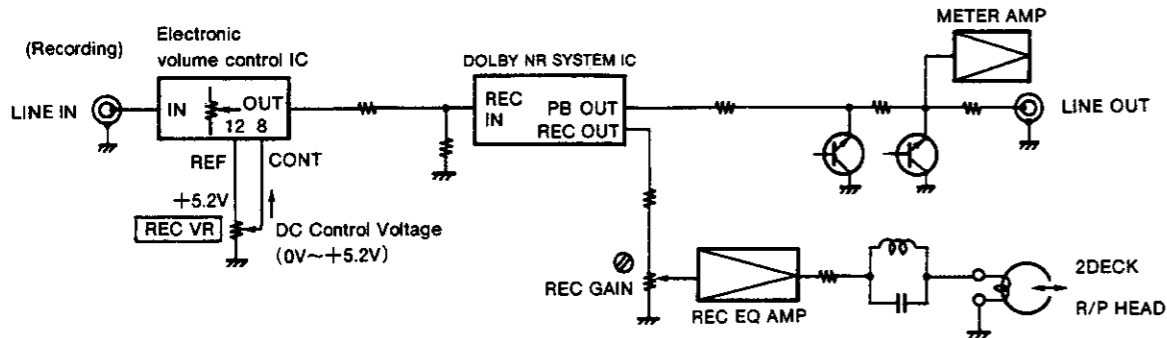 (Recording)
Electronic
volume control IC
DOLBY NR SYSTEM IC
METER AMP
LINE IN
IN
OUT
12 8
REC
IN
PB OUT
REC OUT
LINE OUT
REF
CONT
+5.2V
REC VR
DC Control Voltage
(0V~+5.2V)
REC GAIN
REC EQ AMP
2DECK
R/P HEAD